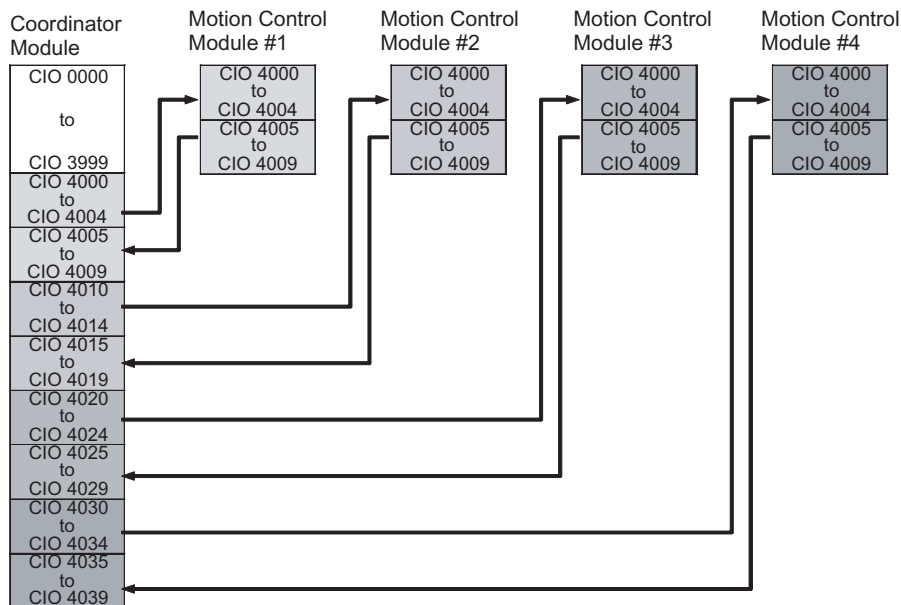 Coordinator
Module
CIO 0000
to
CIO 3999
CIO 4000
to
CIO 4004
CIO 4005
to
CIO 4009
CIO 4010
to
CIO 4014
CIO 4015
to
CIO 4019
CIO 4020
to
CIO 4024
CIO 4025
to
CIO 4029
CIO 4030
to
CIO 4034
CIO 4035
to
CIO 4039
Motion Control
Module #1
CIO 4000
to
CIO 4004
CIO 4005
to
CIO 4009
Motion Control
Module #2
CIO 4000
to
CIO 4004
CIO 4005
to
CIO 4009
Motion Control
Module #3
CIO 4000
to
CIO 4004
CIO 4005
to
CIO 4009
Motion Control
Module #4
CIO 4000
to
CIO 4004
CIO 4005
to
CIO 4009